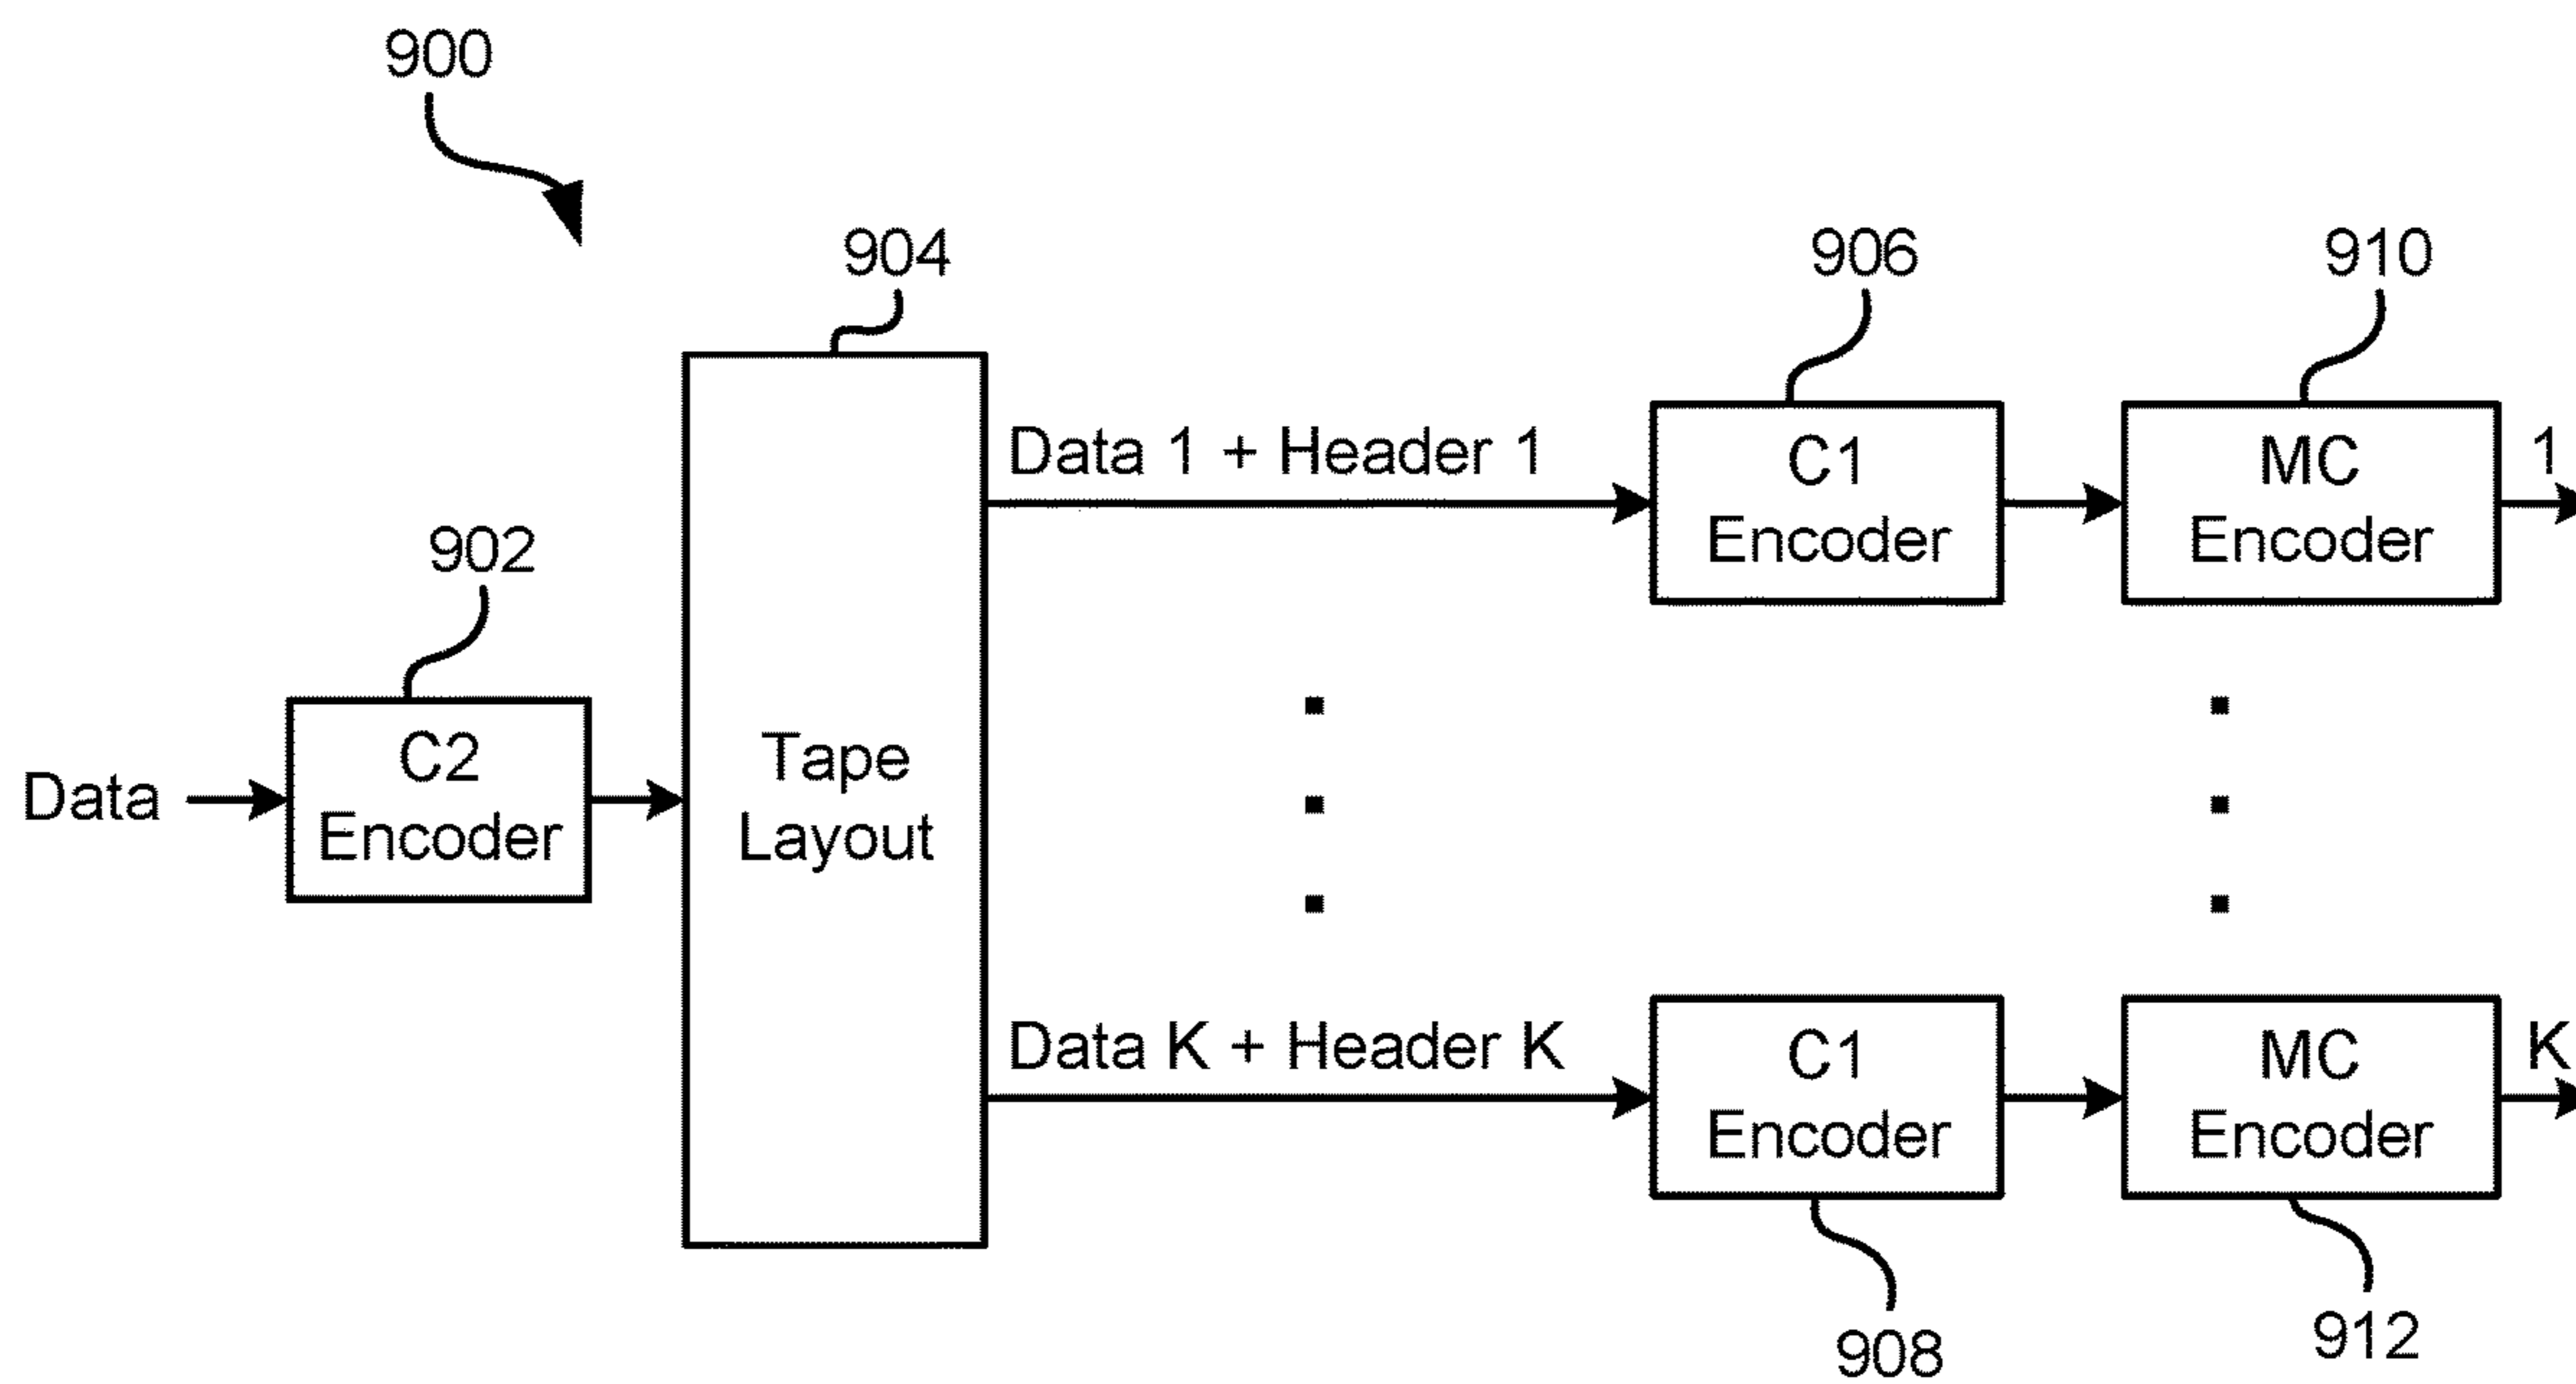 900
904
906
910
Data 1 + Header 1
C1
Encoder
MC
Encoder
1
902
C2
Encoder
Data
Tape
Layout
Data K + Header K
C1
Encoder
MC
Encoder
K
908
912